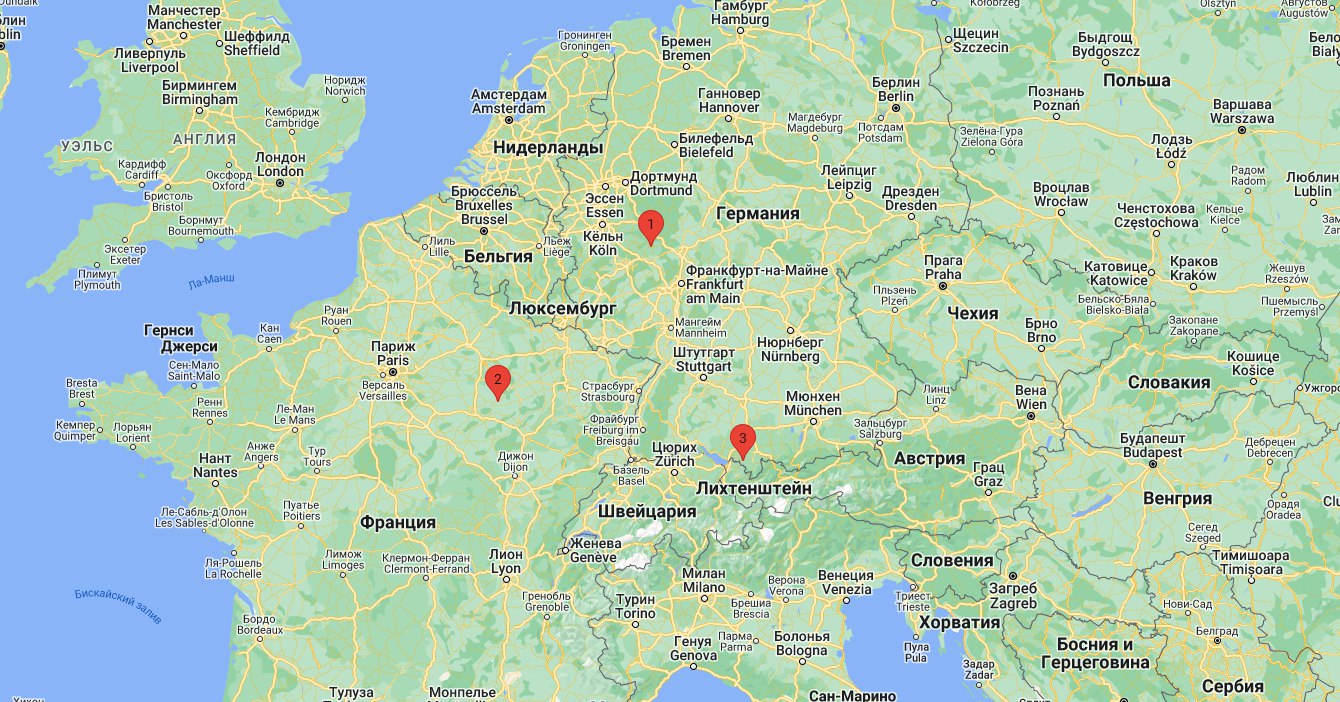 Dundalk
Манчестер
Manchester
Шеффилд
Sheffield
Ливерпуль
Liverpool
Бирмингем
Birmingham
Норидж
Norwich
Кембридж
Cambridge
АНГЛИЯ
УЭЛЬС
Кардифф
Cardiff
Оксфорд
Oxford
Лондон
London
Бристоль
Bristol
Борнмут
Bournemouth
Эксетер
Exeter
Плимут
Plymouth
Ла-Манш
Гронинген
Groningen
Гамбург
Hamburg
Бремен
Bremen
Амстердам
Amsterdam
Нидерланды
Ганновер
Hannover
Билефельд
Bielefeld
Берлин
Berlin
Потсдам
Potsdam
Магдебург
Magdeburg
Щецин
Szczecin
Kołobrzeg
Olsztyn
Августов
Augustów
Быдгощ
Bydgoszcz
Польша
Познань
Poznań
Варшава
Warszawa
Зелёна-Гура
Zielona Góra
Лодзь
Łódź
Радом
Radom
Люблин
Lublin
Брюссель
Bruxelles
Brussel
Дортмунд
Dortmund
Эссен
Essen
1
Германия
Лейпциг
Leipzig
Дрезден
Dresden
Вроцлав
Wrocław
Ченстохова
Częstochowa
Кельце
Kielce
Лилль
Lille
Льеж
Liège
Бельгия
Кёльн
Köln
Франкфурт-на-Майне
Frankfurt
am Main
Прага
Praha
Пльзень
Plzeň
Чехия
Катовице
Katowice
Краков
Kraków
Жешув
Rzeszów
Бельско-Бяла
Bielsko-Biała
Пшемысль
Przemyśl
Закопане
Zakopane
Люксембург
Мангейм
Mannheim
Нюрнберг
Nürnberg
Брно
Brno
Гернси
Джерси
Кан
Caen
Руан
Rouen
Париж
Paris
Версаль
Versailles
Сен-Мало
Saint-Malo
Bresta
Brest
Кемпер
Quimper
Лорьян
Lorient
Ренн
Rennes
Ле-Ман
Le Mans
2
Страсбург
Strasbourg
Штутгарт
Stuttgart
Мюнхен
München
Линц
Linz
Вена
Wien
Словакия
Кошице
Košice
Ужгород
Фрайбург
Freiburg im
Breisgau
Зальцбург
Salzburg
3
Нант
Nantes
Анже
Angers
Тур
Tours
Дижон
Dijon
Базель
Basel
Цюрих
Zürich
Лихтенштейн
Австрия
Грац
Graz
Будапешт
Budapest
Дебрецен
Debrecen
Венгрия
Орадя
Oradea
Ле-Сабль-д'Олон
Les Sables-d'Olonne
Пуатье
Poitiers
Франция
Швейцария
Женева
Genève
Ля-Рошель
La Rochelle
Лимож
Limoges
Клермон-Ферран
Clermont-Ferrand
Лион
Lyon
Словения
Сегед
Szeged
Тимишоара
Timișoara
Бискайский залив
Гренобль
Grenoble
Милан
Milano
Верона
Verona
Венеция
Venezia
Триест
Trieste
Загреб
Zagreb
Хорватия
Бордо
Bordeaux
Турин
Torino
Брешиа
Brescia
Нови-Сад
Белград
Генуя
Genova
Парма
Parma
Болонья
Bologna
Пула
Pula
Босния и
Герцеговина
Задар
Zadar
Сербия
Тулуза
Toulouse
Монпелье
Montpellier
Сан-Марино